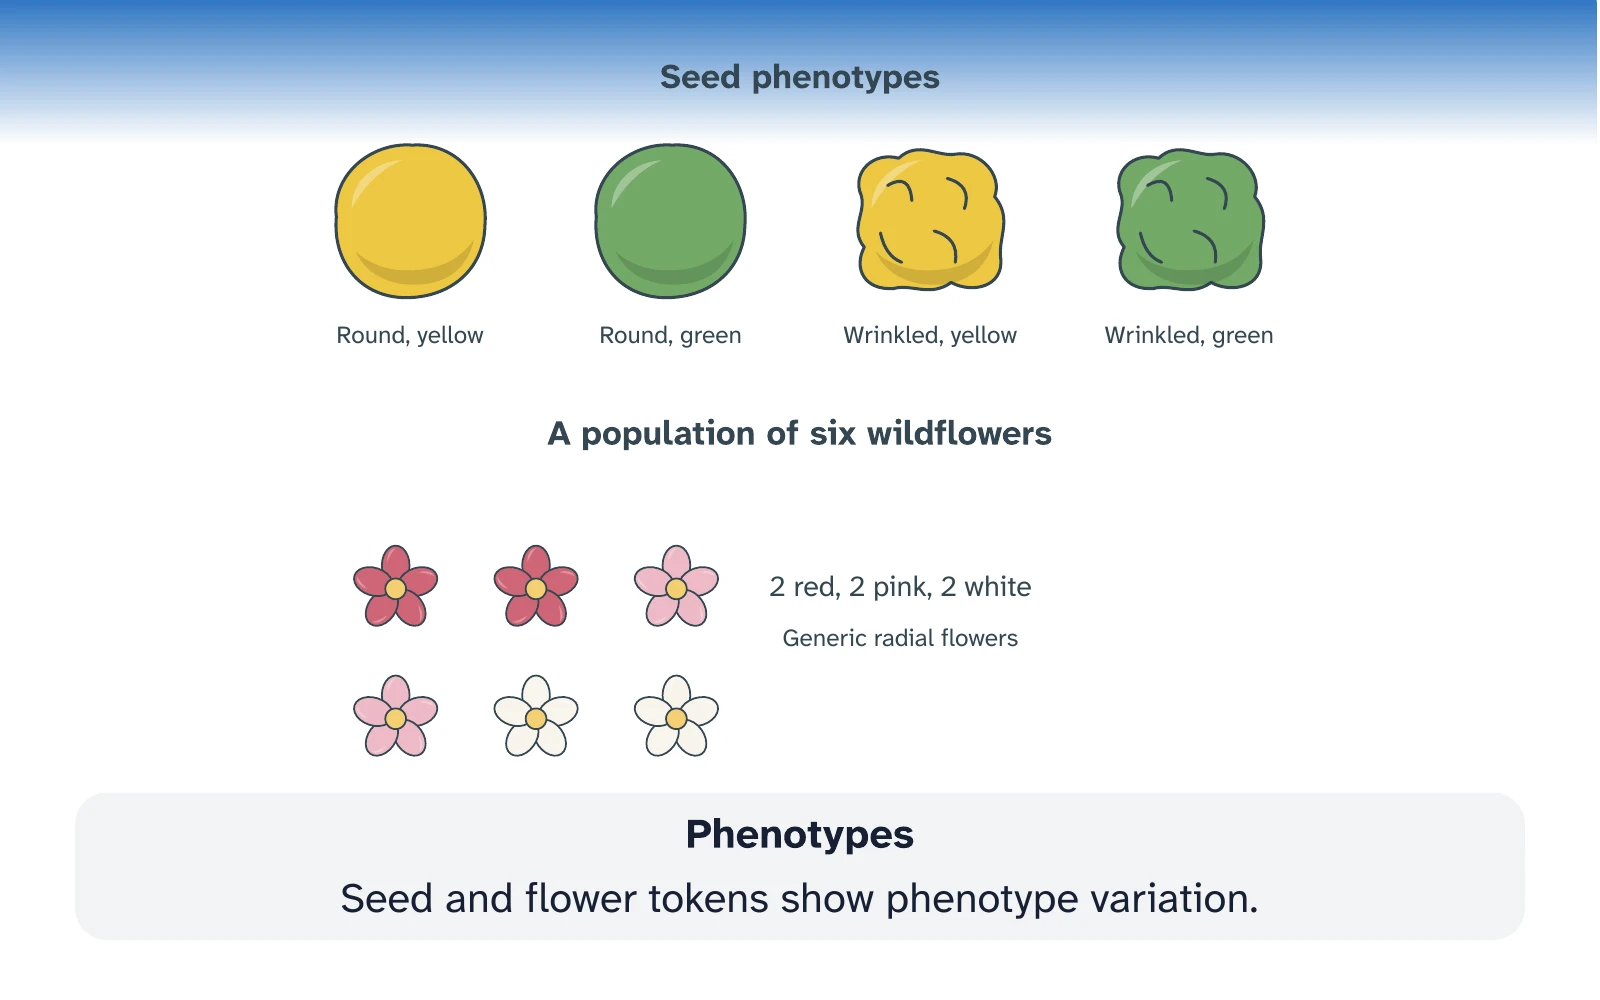 Seed phenotypes
Round, yellow
Round, green
Wrinkled, yellow
Wrinkled, green
A population of six wildflowers
2 red, 2 pink, 2 white
Generic radial flowers
Phenotypes
Seed and flower tokens show phenotype variation.